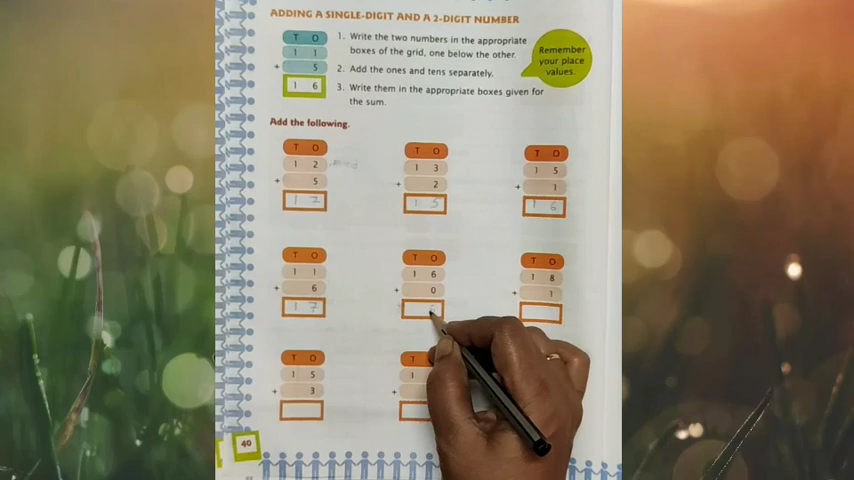 ADDING A SINGLE-DIGIT AND A 2-DIGIT NUMBER
T O
1 1
+ 5
1 6
1. Write the two numbers in the appropriate
boxes of the grid, one below the other.
2. Add the ones and tens separately.
3. Write them in the appropriate boxes given for
the sum.
Remember
your place
values.
Add the following.
T O
1 2
+ 5
1 7
T O
1 3
+ 2
1 5
T O
1 5
+ 1
1 6
T O
1 1
+ 6
1 7
T O
1 6
+ 0
T O
1 8
+ 1
T O
1 5
+ 3
T
1
+
40